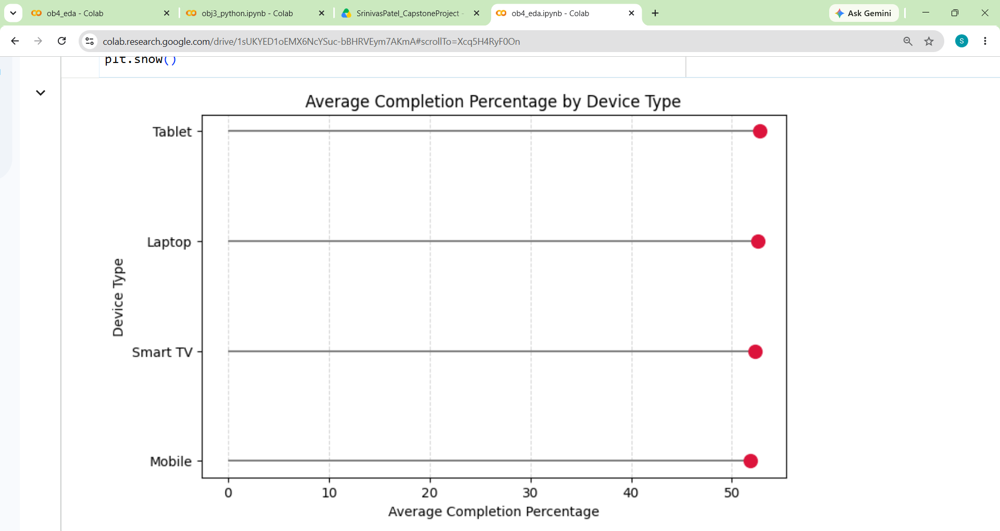 ob4_eda - Colab
obj3_python.ipynb - Colab
SrinivasPatel_CapstoneProject -
ob4_eda.ipynb - Colab
Ask Gemini
colab.research.google.com/drive/1sUKYED1oEMX6NcYSuc-bBHRVEym7AKmA#scrollTo=Xcq5H4RyF0On
S
plt.show()
Average Completion Percentage by Device Type
Tablet
Laptop
Smart TV
Mobile
Device Type
0 10 20 30 40 50
Average Completion Percentage